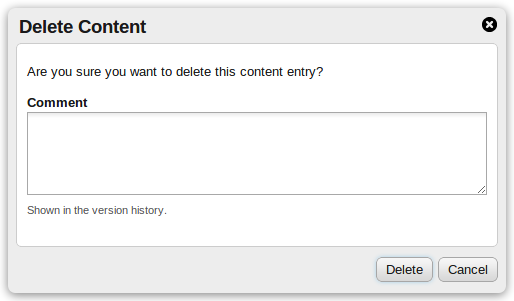 Delete Content
Are you sure you want to delete this content entry?
Comment
Shown in the version history.
Delete Cancel